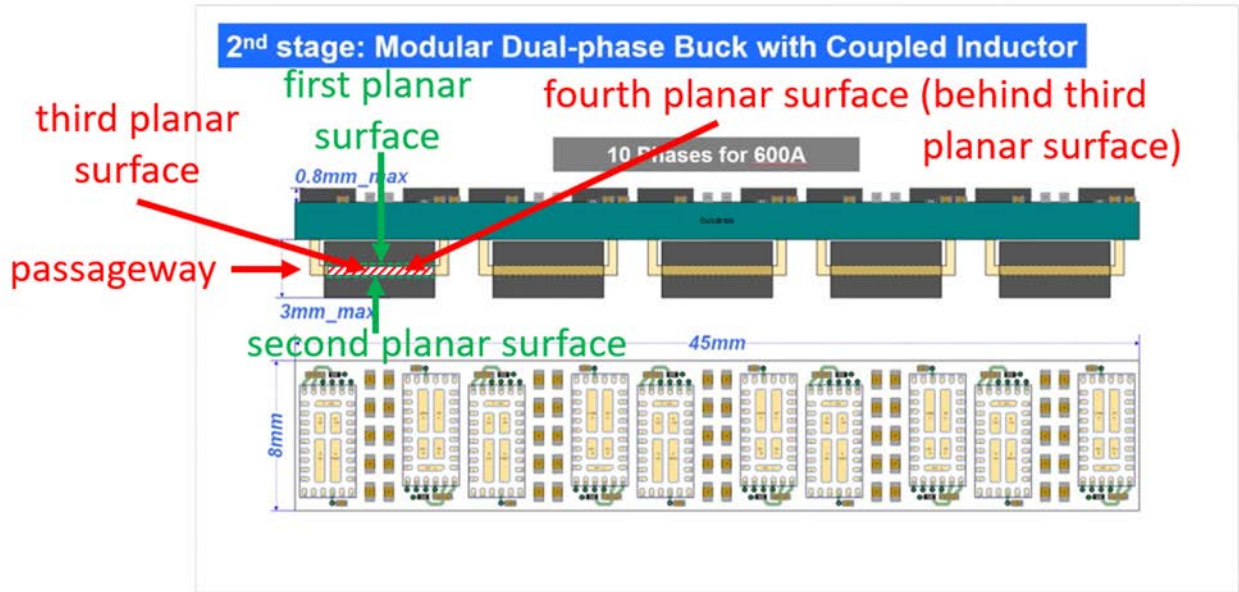 2nd stage: Modular Dual-phase Buck with Coupled Inductor
first planar
surface
fourth planar surface (behind third
planar surface)
third planar
surface
10 Phases for 600A
0.8mm_max
passageway
3mm_max
second planar surface
45mm
8mm